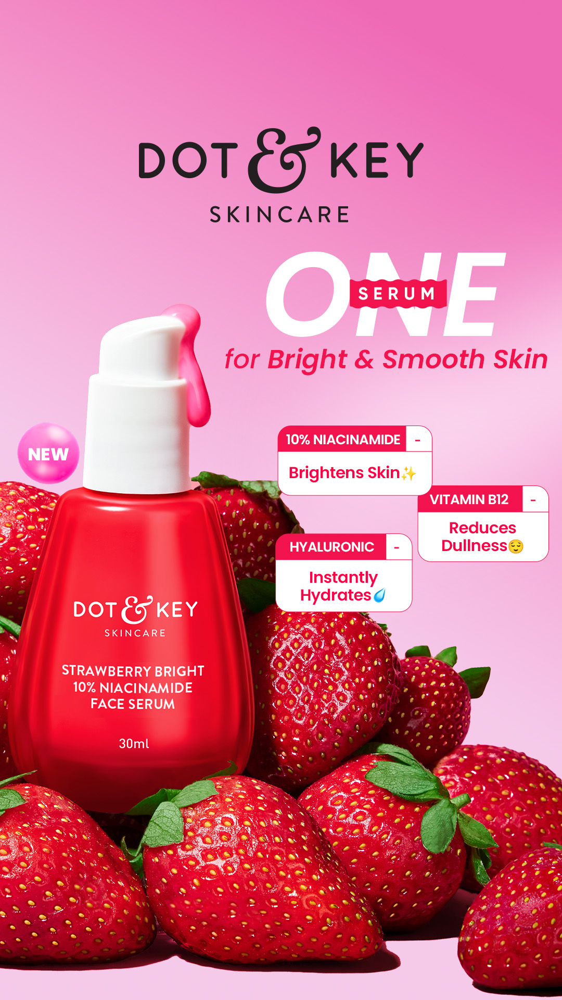 DOT & KEY
SKINCARE
ONE
SERUM
for Bright & Smooth Skin
NEW
10% NIACINAMIDE -
Brightens Skin✨
VITAMIN B12 -
Reduces
Dullness😌
HYALURONIC -
Instantly
Hydrates💧
DOT & KEY
SKINCARE
STRAWBERRY BRIGHT
10% NIACINAMIDE
FACE SERUM
30ml